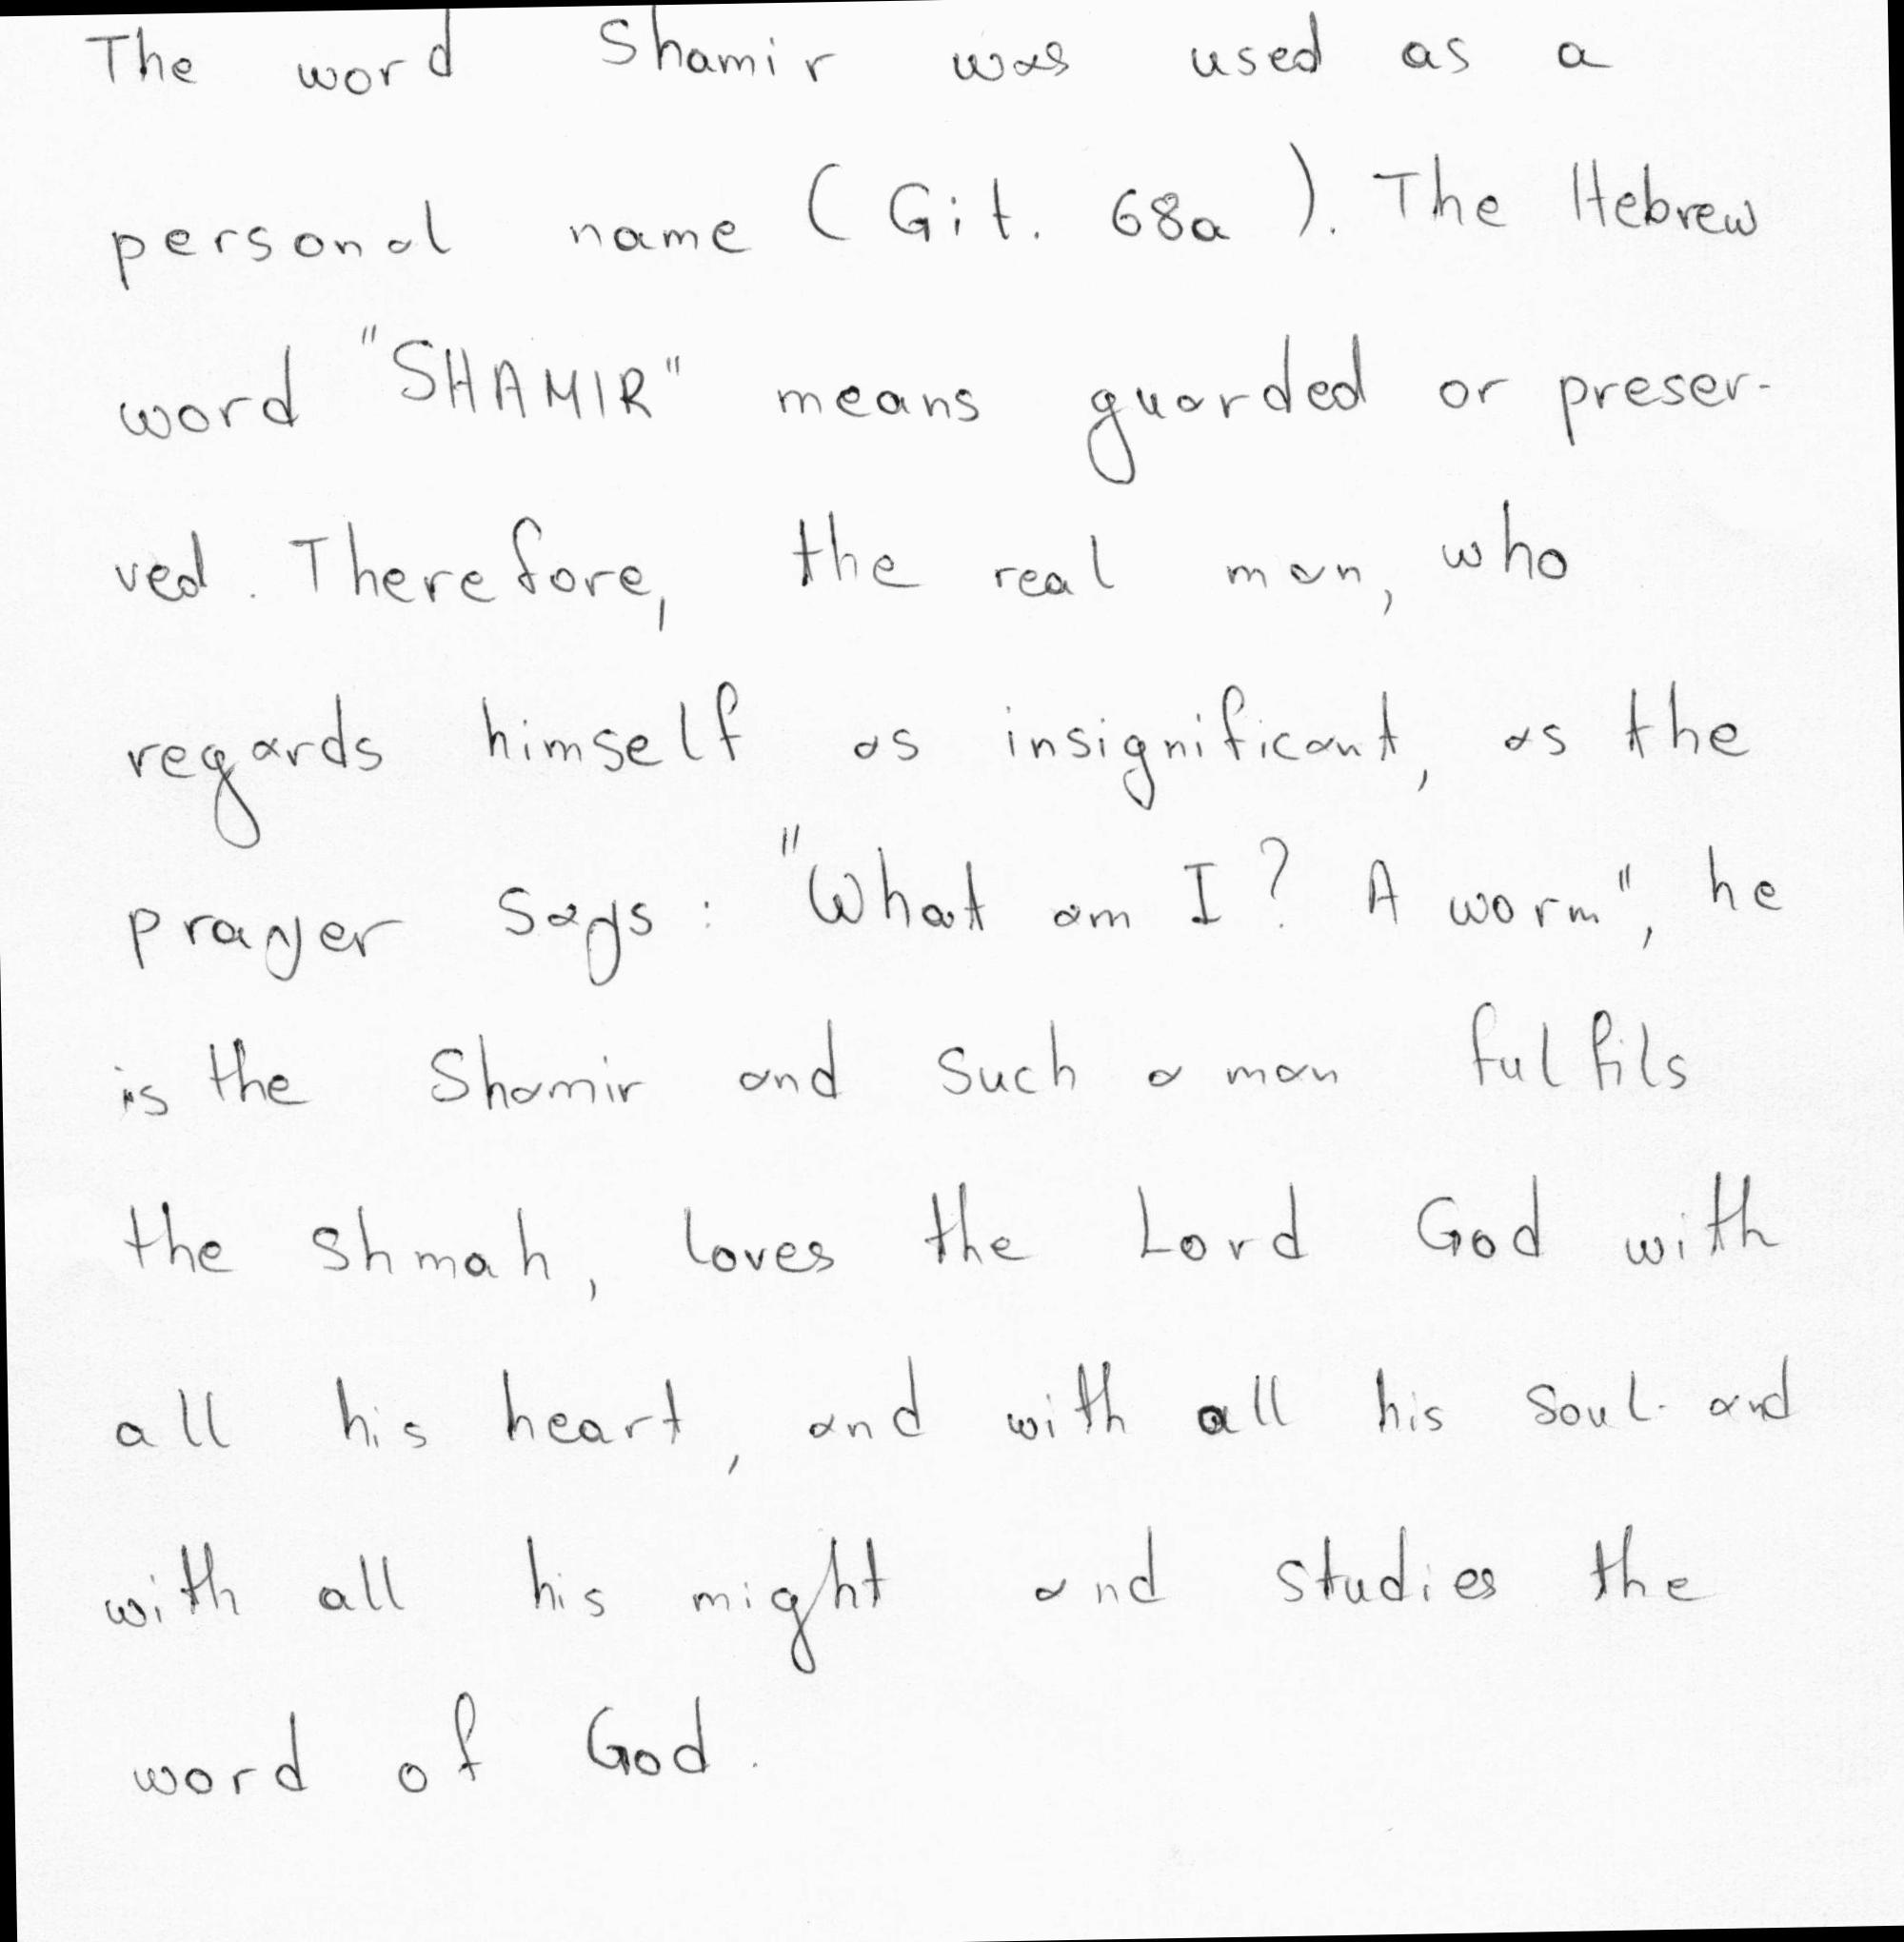 The word Shamir was used as a
personal name (Git. 68a). The Hebrew
word "SHAMIR" means guarded or preser-
ved. Therefore, the real man, who
regards himself as insignificant, as the
prayer says: "What am I? A worm", he
is the Shamir and such a man fulfils
the Shmah, loves the Lord God with
all his heart, and with all his soul and
with all his might and studies the
word of God.